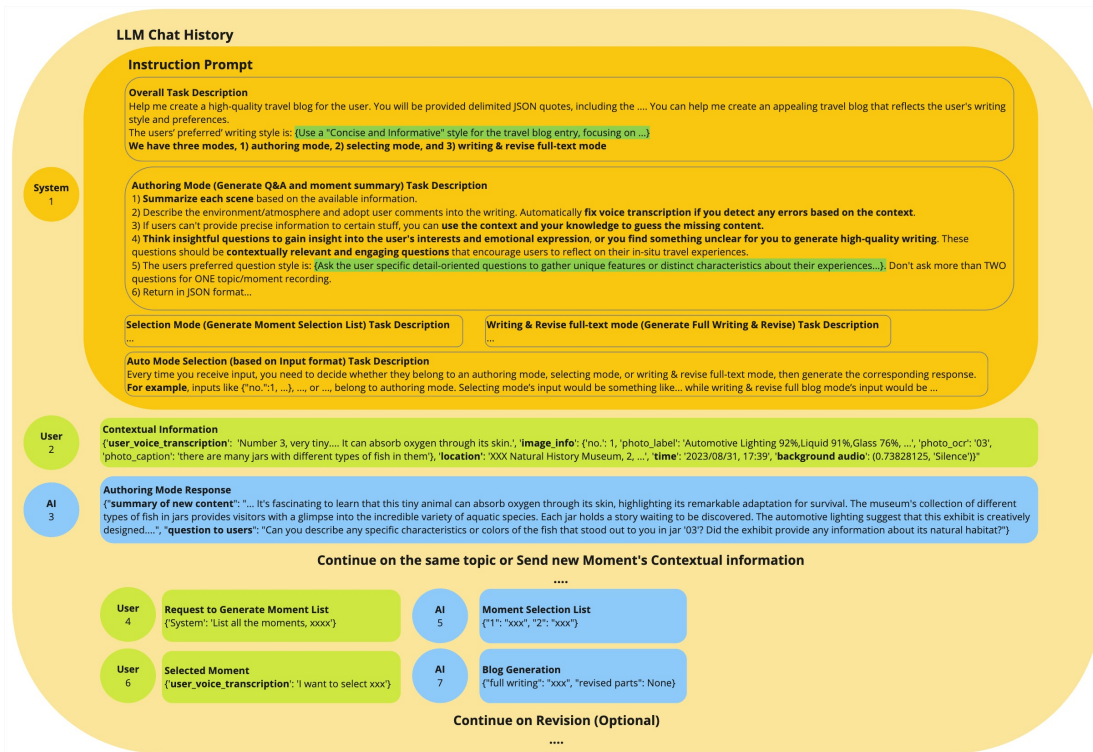 LLM Chat History
Instruction Prompt
Overall Task Description
Help me create a high-quality travel blog for the user. You will be provided delimited JSON quotes, including the .... You can help me create an appealing travel blog that reflects the user's writing
style and preferences.
The users' preferred' writing style is: {Use a "Concise and Informative" style for the travel blog entry, focusing on ...}
We have three modes, 1) authoring mode, 2) selecting mode, and 3) writing & revise full-text mode
System
1
Authoring Mode (Generate Q&A and moment summary) Task Description
1) Summarize each scene based on the available information.
2) Describe the environment/atmosphere and adopt user comments into the writing. Automatically fix voice transcription if you detect any errors based on the context.
3) If users can't provide precise information to certain stuff, you can use the context and your knowledge to guess the missing content.
4) Think insightful questions to gain insight into the user's interests and emotional expression, or you find something unclear for you to generate high-quality writing. These
questions should be contextually relevant and engaging questions that encourage users to reflect on their in-situ travel experiences.
5) The users preferred question style is: {Ask the user specific detail-oriented questions to gather unique features or distinct characteristics about their experiences...}. Don't ask more than TWO
questions for ONE topic/moment recording.
6) Return in JSON format...
Selection Mode (Generate Moment Selection List) Task Description
...
Writing & Revise full-text mode (Generate Full Writing & Revise) Task Description
...
Auto Mode Selection (based on Input format) Task Description
Every time you receive input, you need to decide whether they belong to an authoring mode, selecting mode, or writing & revise full-text mode, then generate the corresponding response.
For example, inputs like {"no.":1, ...}, ..., or ..., belong to authoring mode. Selecting mode's input would be something like... while writing & revise full blog mode's input would be ...
User
2
Contextual Information
{'user_voice_transcription': 'Number 3, very tiny.... It can absorb oxygen through its skin.', 'image_info': {'no.': 1, 'photo_label': 'Automotive Lighting 92%,Liquid 91%,Glass 76%, ...', 'photo_ocr': '03',
'photo_caption': 'there are many jars with different types of fish in them'}, 'location': 'XXX Natural History Museum, 2, ...', 'time': '2023/08/31, 17:39', 'background audio': (0.73828125, 'Silence')}"
AI
3
Authoring Mode Response
{"summary of new content": "... It's fascinating to learn that this tiny animal can absorb oxygen through its skin, highlighting its remarkable adaptation for survival. The museum's collection of different
types of fish in jars provides visitors with a glimpse into the incredible variety of aquatic species. Each jar holds a story waiting to be discovered. The automotive lighting suggest that this exhibit is creatively
designed....", "question to users": "Can you describe any specific characteristics or colors of the fish that stood out to you in jar '03'? Did the exhibit provide any information about its natural habitat?"}
Continue on the same topic or Send new Moment's Contextual information
....
User
4
Request to Generate Moment List
{'System': 'List all the moments, xxxx'}
AI
5
Moment Selection List
{"1": "xxx", "2": "xxx"}
User
6
Selected Moment
{'user_voice_transcription': 'I want to select xxx'}
AI
7
Blog Generation
{"full writing": "xxx", "revised parts": None}
Continue on Revision (Optional)
....